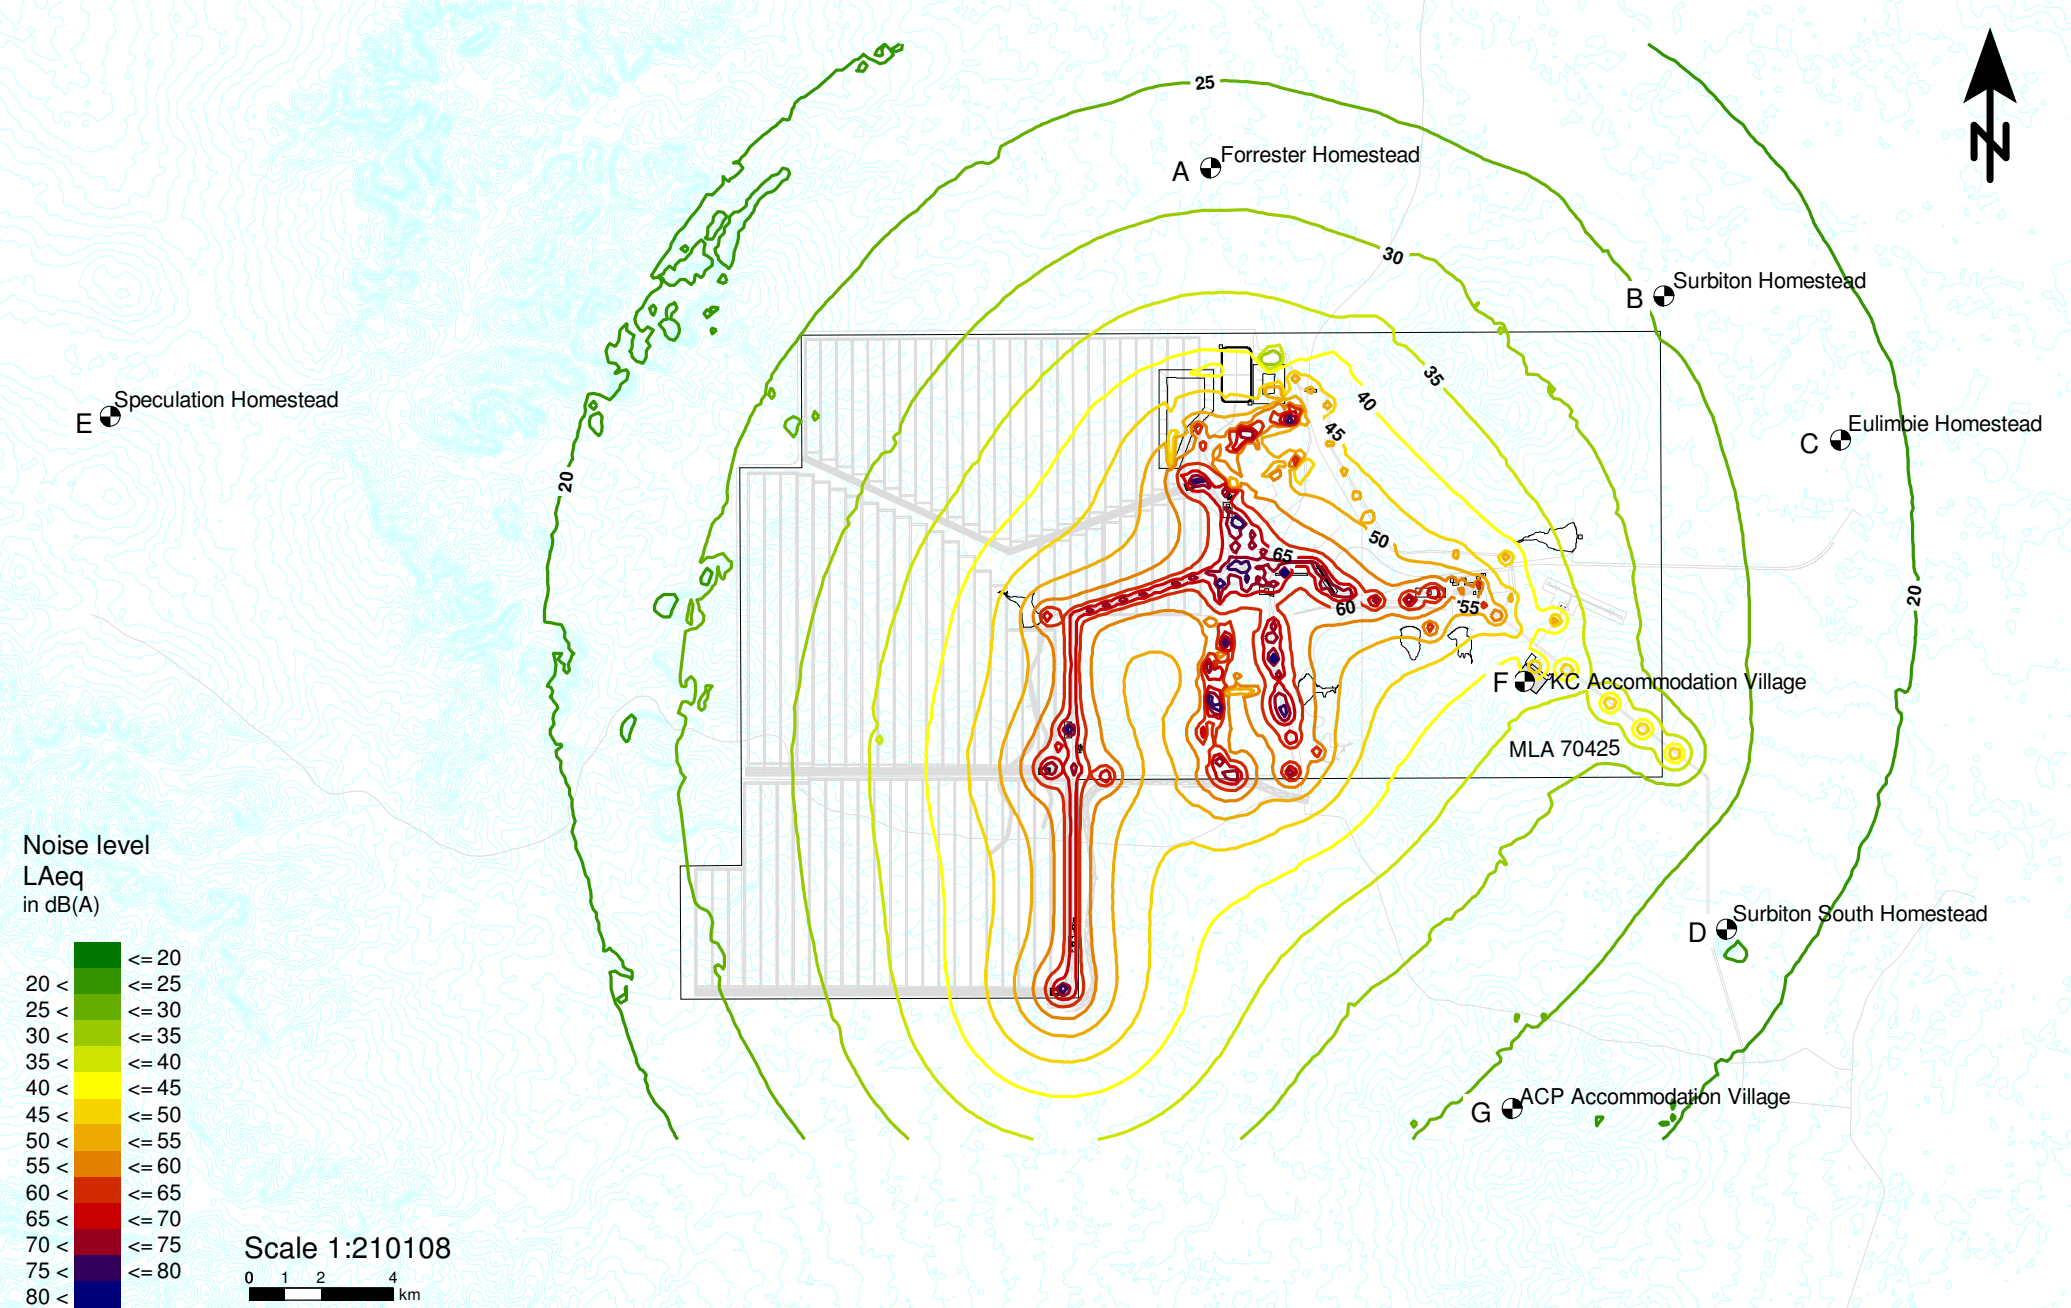 25
N
A Forrester Homestead
30
B Surbiton Homestead
35
40
E Speculation Homestead
45
C Eulimbie Homestead
20
50
65
60
55
20
F KC Accommodation Village
MLA 70425
D Surbiton South Homestead
G ACP Accommodation Village
Noise level
LAeq
in dB(A)
<= 20
20 < <= 25
25 < <= 30
30 < <= 35
35 < <= 40
40 < <= 45
45 < <= 50
50 < <= 55
55 < <= 60
60 < <= 65
65 < <= 70
70 < <= 75
75 < <= 80
80 <
Scale 1:210108
0 1 2 4
km